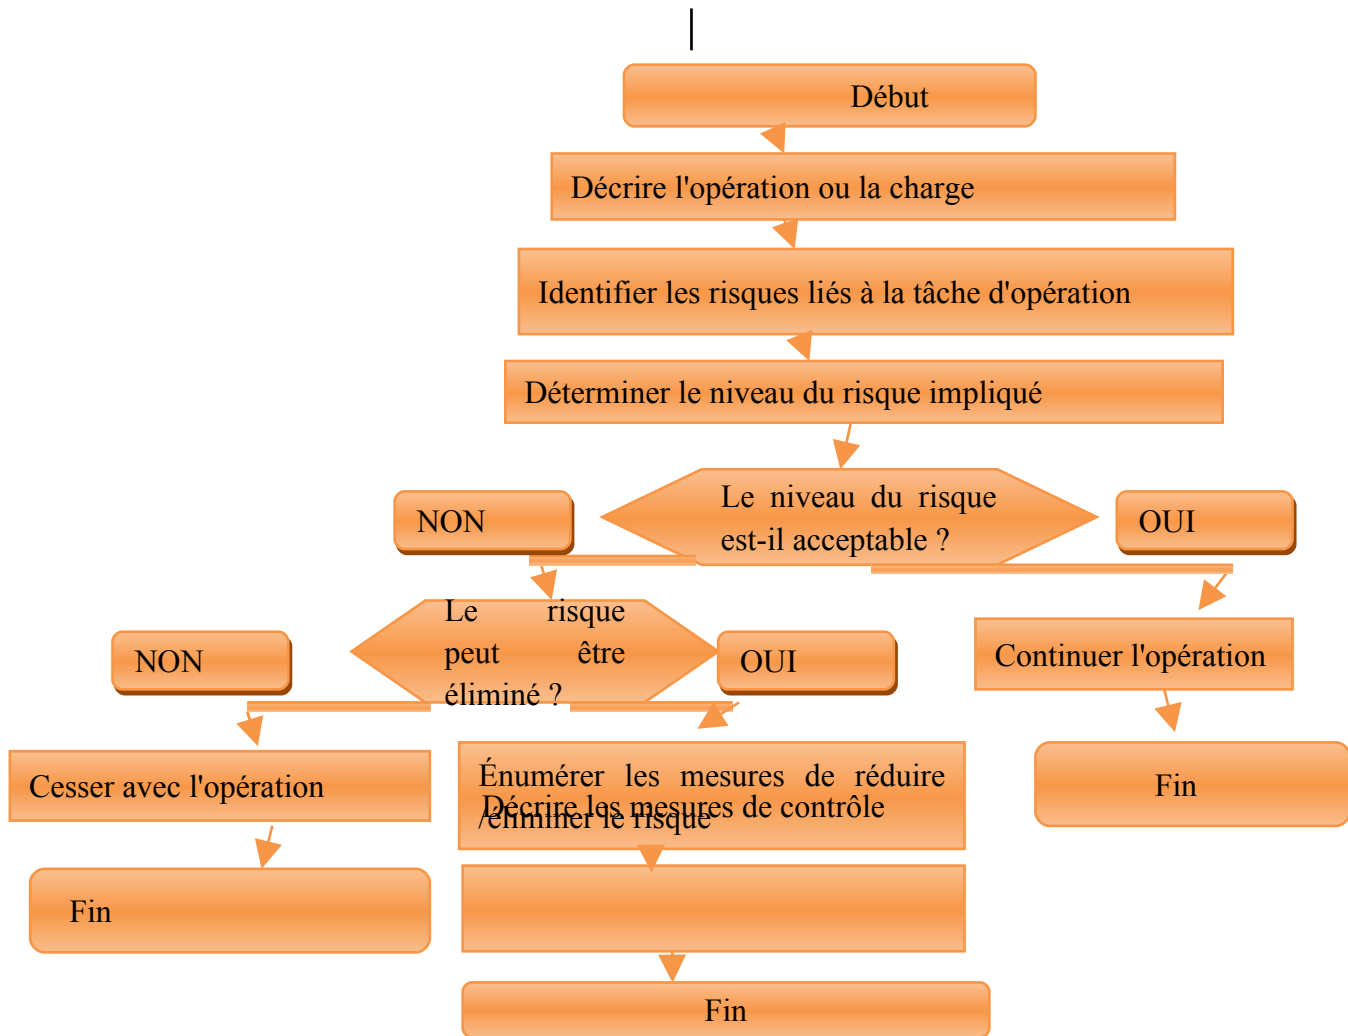 Début
Décrire l'opération ou la charge
Identifier les risques liés à la tâche d'opération
Déterminer le niveau du risque impliqué
Le niveau du risque
est-il acceptable ?
NON
OUI
Le risque
peut être
éliminé ?
NON
OUI
Continuer l'opération
Cesser avec l'opération
Énumérer les mesures de réduire
/éliminer le risque
Décrire les mesures de contrôle
Fin
Fin
Fin